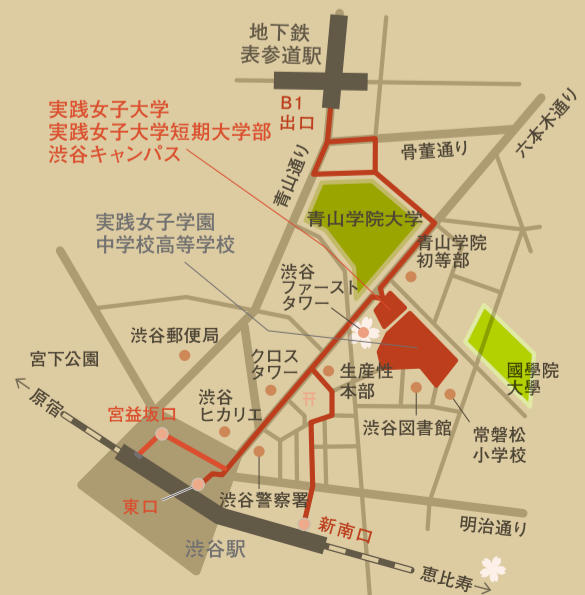 地下鉄
表参道駅
B1
出口
実践女子大学
実践女子大学短期大学部
渋谷キャンパス
骨董通り
六本木通り
青山通り
青山学院大学
実践女子学園
中学校高等学校
青山学院
初等部
渋谷
ファースト
タワー
渋谷郵便局
宮下公園
クロス
タワー
生産性
本部
國學院
大學
原宿
宮益坂口
渋谷
ヒカリエ
渋谷図書館
常磐松
小学校
東口
渋谷警察署
新南口
明治通り
渋谷駅
恵比寿